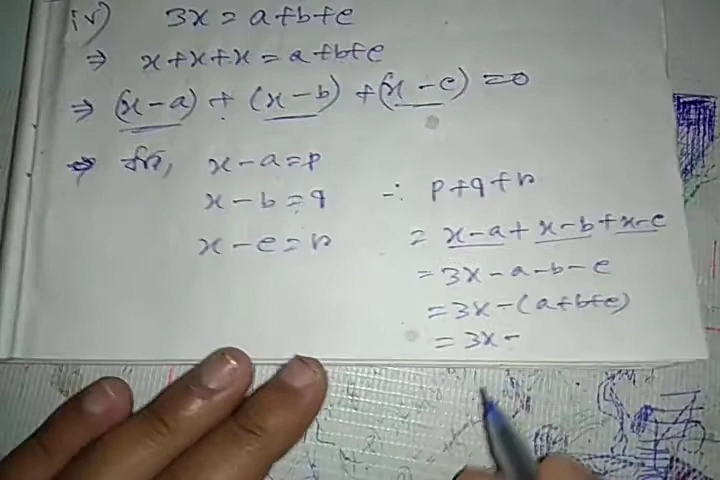 iv) 3x = a+b+c
⇒ x+x+x = a+b+c
⇒ (x-a) + (x-b) + (x-c) = 0
⇒ ধরি, x-a=p
x-b=q
x-c=r
∴ p+q+r
= x-a+x-b+x-c
= 3x-a-b-c
= 3x-(a+b+c)
= 3x-